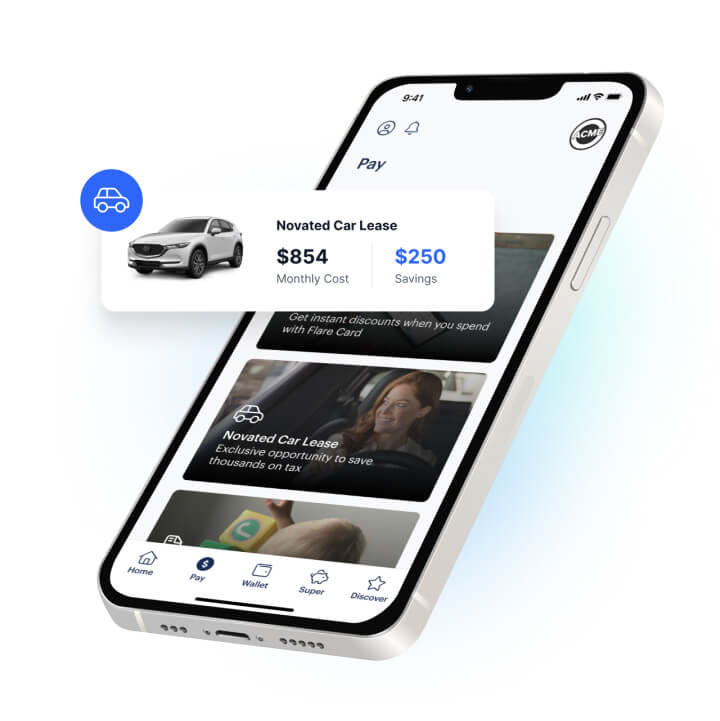 9:41
ACME
Pay
Novated Car Lease
$854
$250
Monthly Cost
Savings
Get instant discounts when you spend
with Flare Card
Novated Car Lease
Exclusive opportunity to save
thousands on tax
Home
Pay
Wallet
Super
Discover